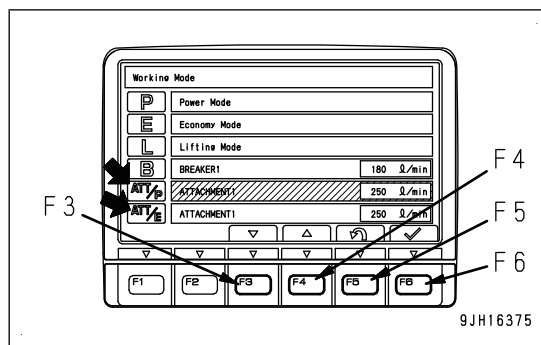 Working Mode
P Power Mode
E Economy Mode
L Lifting Mode
B BREAKER1 180 ℓ/min
ATT/P ATTACHMENT1 250 ℓ/min
ATT/E ATTACHMENT1 250 ℓ/min
F3
F4
F5
F6
F1 F2 F3 F4 F5 F6
9JH16375